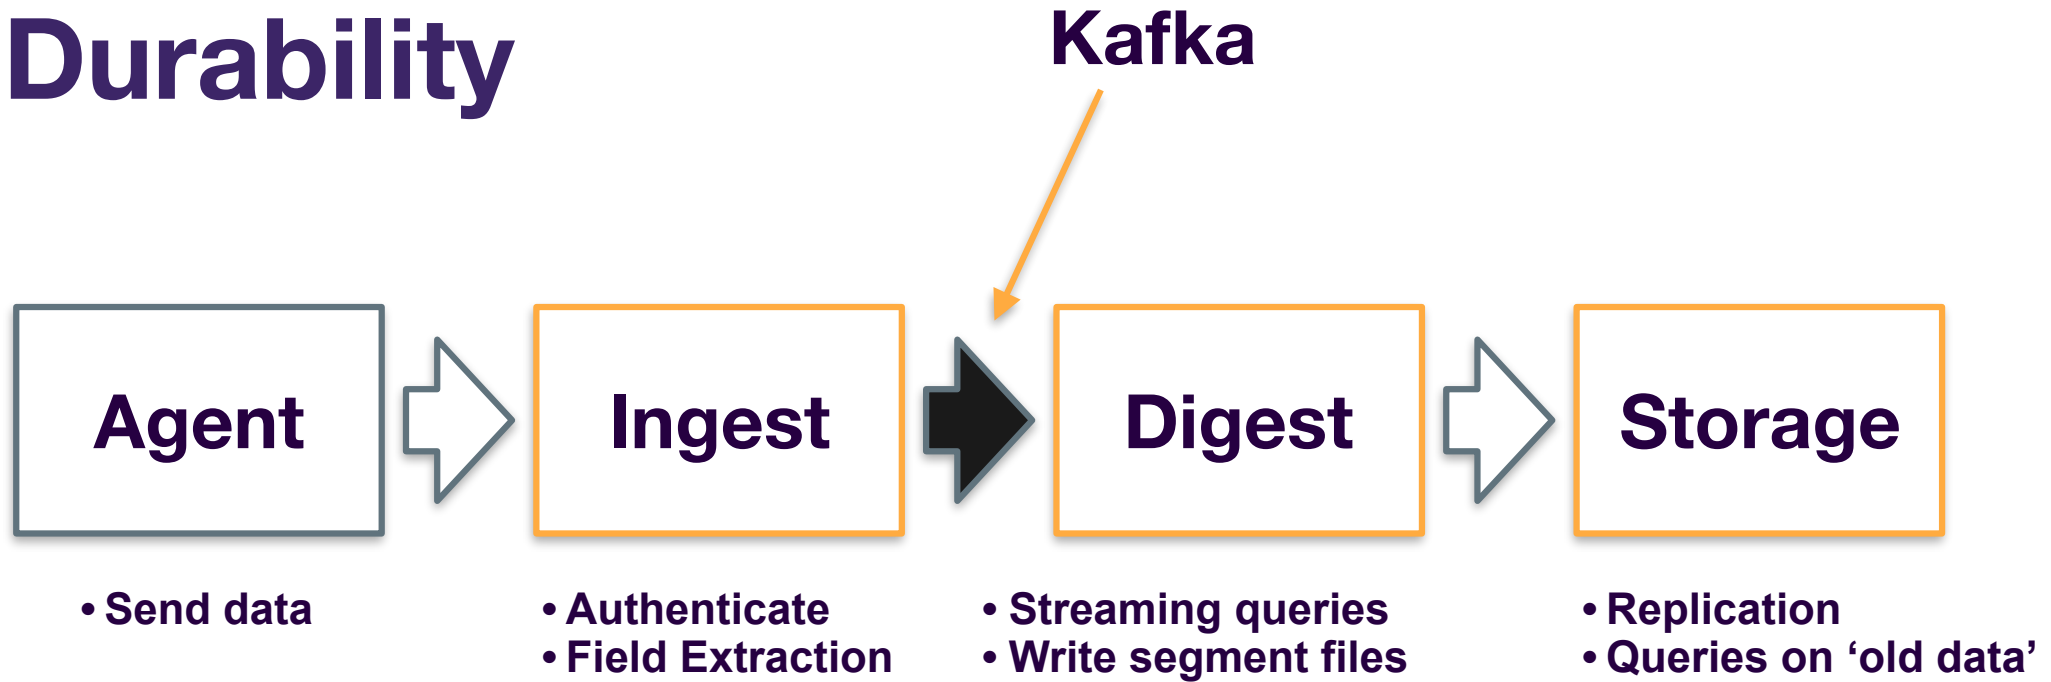 Durability
Kafka
Agent
Ingest
Digest
Storage
• Send data
• Authenticate
• Field Extraction
• Streaming queries
• Write segment files
• Replication
• Queries on ‘old data’